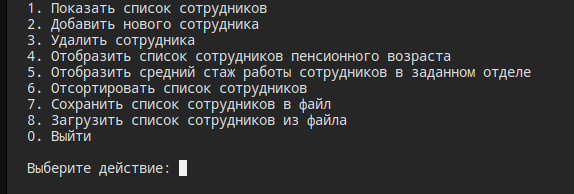 1. Показать список сотрудников
2. Добавить нового сотрудника
3. Удалить сотрудника
4. Отобразить список сотрудников пенсионного возраста
5. Отобразить средний стаж работы сотрудников в заданном отделе
6. Отсортировать список сотрудников
7. Сохранить список сотрудников в файл
8. Загрузить список сотрудников из файла
0. Выйти
Выберите действие: